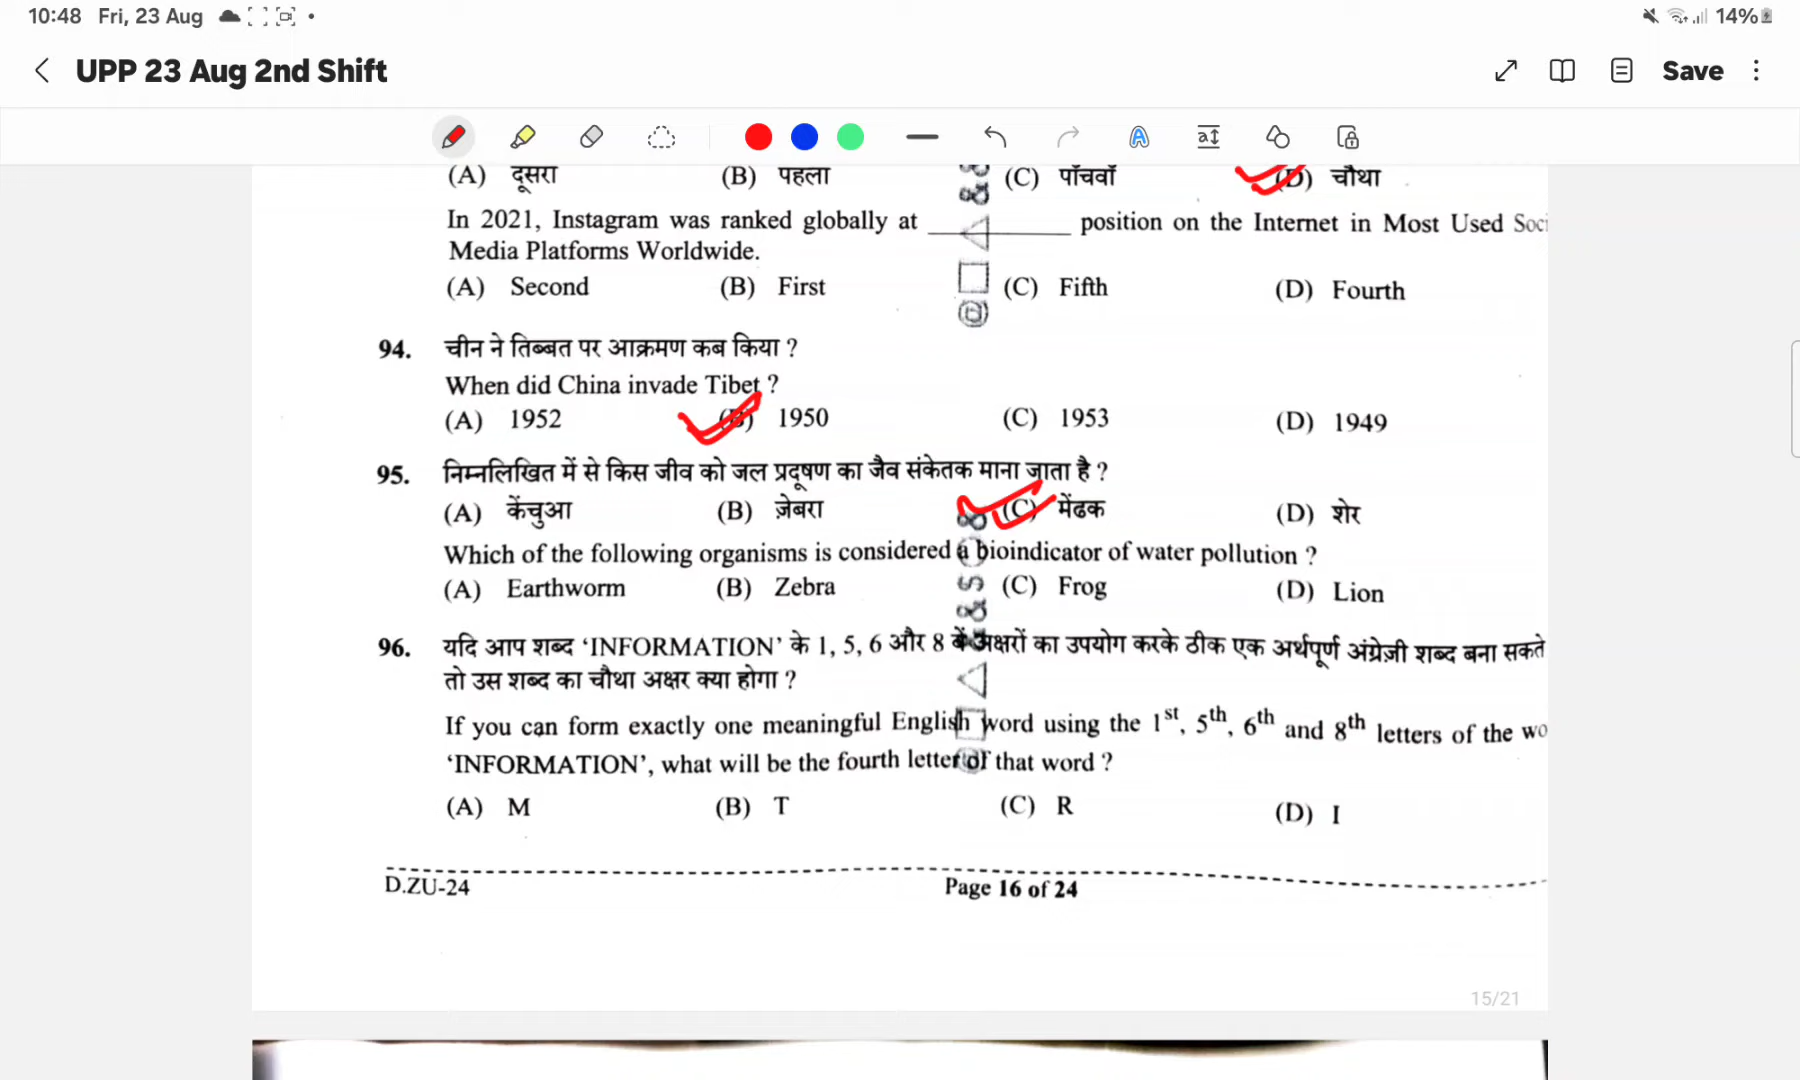 10:48 Fri, 23 Aug
14%
UPP 23 Aug 2nd Shift
Save
(A) दूसरा (B) पहला (C) पाँचवाँ (D) चौथा
In 2021, Instagram was ranked globally at ________ position on the Internet in Most Used Soci
Media Platforms Worldwide.
(A) Second (B) First (C) Fifth (D) Fourth
94. चीन ने तिब्बत पर आक्रमण कब किया ?
When did China invade Tibet ?
(A) 1952 (B) 1950 (C) 1953 (D) 1949
95. निम्नलिखित में से किस जीव को जल प्रदूषण का जैव संकेतक माना जाता है ?
(A) केंचुआ (B) ज़ेबरा (C) मेंढक (D) शेर
Which of the following organisms is considered a bioindicator of water pollution ?
(A) Earthworm (B) Zebra (C) Frog (D) Lion
96. यदि आप शब्द ‘INFORMATION’ के 1, 5, 6 और 8 वें अक्षरों का उपयोग करके ठीक एक अर्थपूर्ण अंग्रेज़ी शब्द बना सकते
तो उस शब्द का चौथा अक्षर क्या होगा ?
If you can form exactly one meaningful English word using the 1st, 5th, 6th and 8th letters of the wo
‘INFORMATION’, what will be the fourth letter of that word ?
(A) M (B) T (C) R (D) I
D.ZU-24 Page 16 of 24
15/21